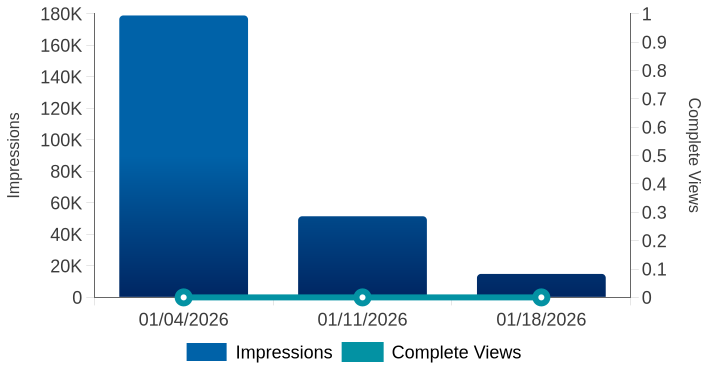 180K
160K
140K
120K
100K
80K
60K
40K
20K
0
Impressions
1
0.9
0.8
0.7
0.6
0.5
0.4
0.3
0.2
0.1
0
Complete Views
01/04/2026 01/11/2026 01/18/2026
Impressions Complete Views